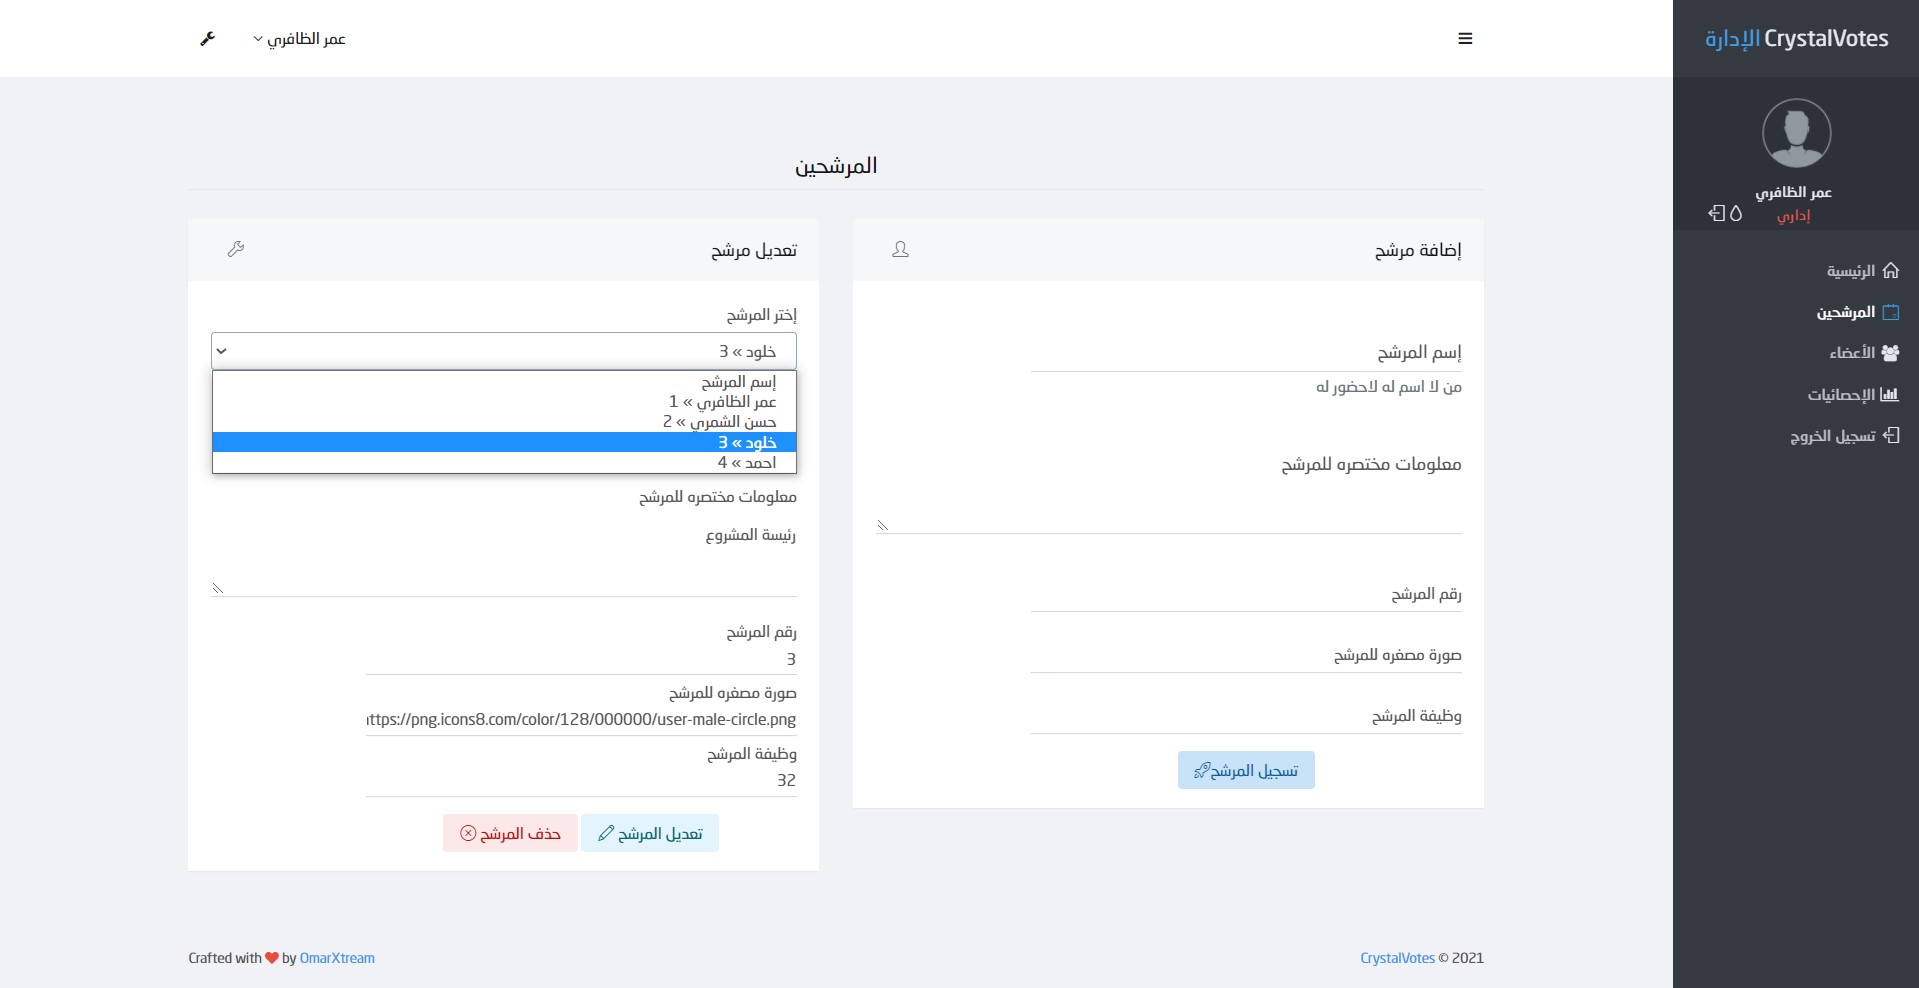 CrystalVotes الإدارة
عمر الظافري
إداري
الرئيسية
المرشحين
الأعضاء
الإحصائيات
تسجيل الخروج
عمر الظافري
المرشحين
إضافة مرشح
إسم المرشح
من لا اسم له لاحضور له
معلومات مختصره للمرشح
رقم المرشح
صورة مصغره للمرشح
وظيفة المرشح
تسجيل المرشح
تعديل مرشح
إختر المرشح
خلود » 3
إسم المرشح
عمر الظافري » 1
حسن الشمري » 2
خلود » 3
احمد » 4
معلومات مختصره للمرشح
رئيسة المشروع
رقم المرشح
3
صورة مصغره للمرشح
ttps://png.icons8.com/color/128/000000/user-male-circle.png
وظيفة المرشح
32
تعديل المرشح
حذف المرشح
CrystalVotes © 2021
Crafted with ❤ by OmarXtream